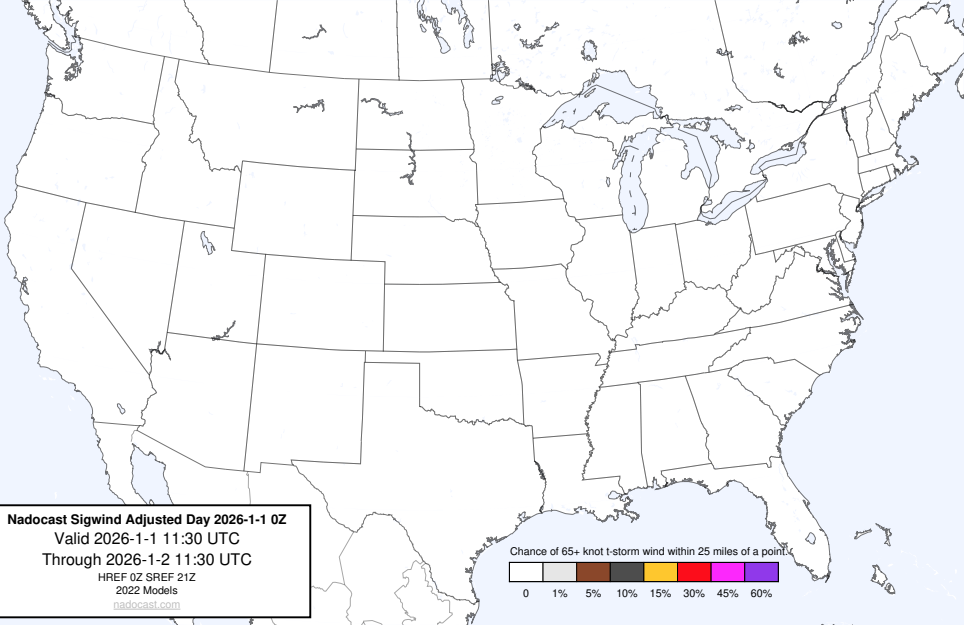 Nadocast Sigwind Adjusted Day 2026-1-1 0Z
Valid 2026-1-1 11:30 UTC
Through 2026-1-2 11:30 UTC
HREF 0Z SREF 21Z
2022 Models
nadocast.com
Chance of 65+ knot t-storm wind within 25 miles of a point.
0 1% 5% 10% 15% 30% 45% 60%